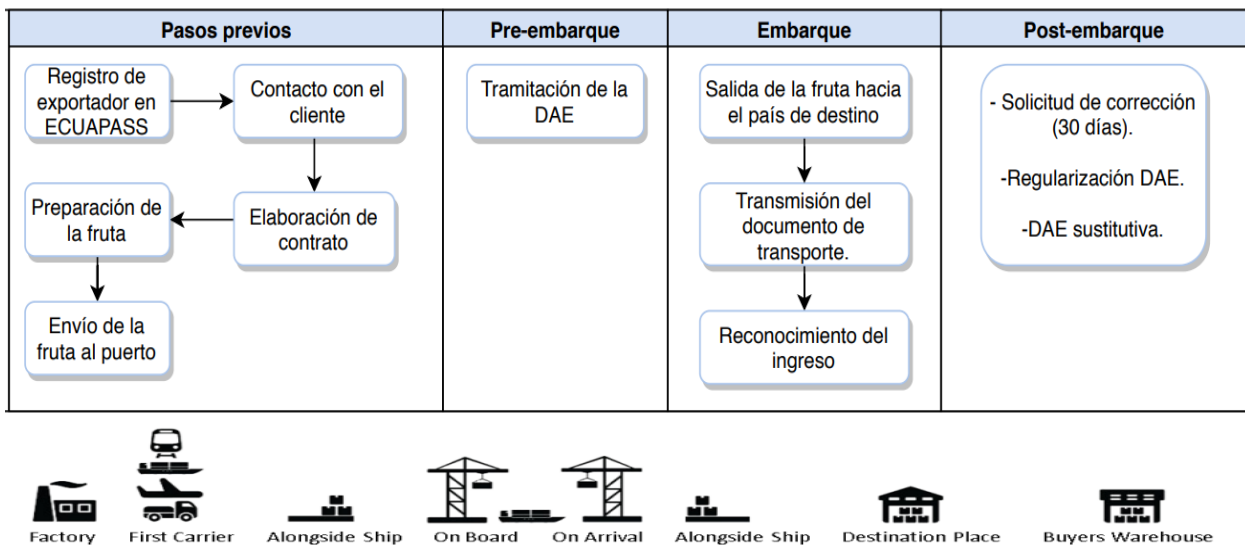 Pasos previos
Pre-embarque
Embarque
Post-embarque
Registro de
exportador en
ECUAPASS
Contacto con el
cliente
Elaboración de
contrato
Preparación de
la fruta
Envío de la
fruta al puerto
Tramitación de la
DAE
Salida de la fruta hacia
el país de destino
Transmisión del
documento de
transporte.
Reconocimiento del
ingreso
- Solicitud de corrección
(30 días).
-Regularización DAE.
-DAE sustitutiva.
Factory
First Carrier
Alongside Ship
On Board
On Arrival
Alongside Ship
Destination Place
Buyers Warehouse